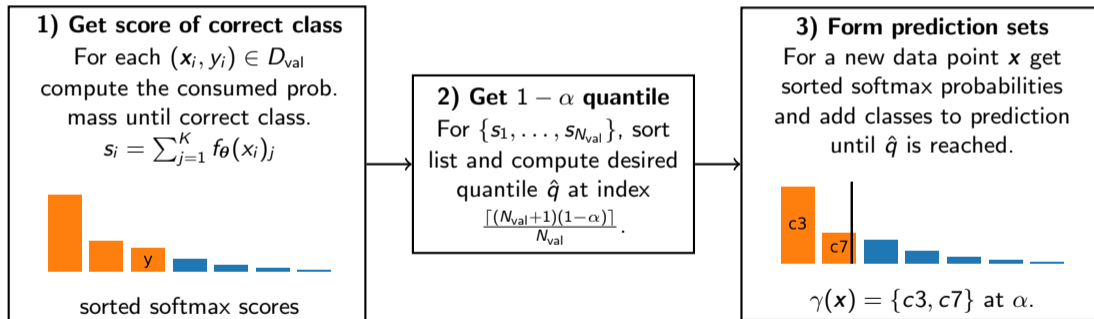 1) Get score of correct class
For each (xᵢ, yᵢ) ∈ D_val
compute the consumed prob.
mass until correct class.
sᵢ = ∑_{j=1}^{K} f_θ(xᵢ)ⱼ
y
sorted softmax scores
2) Get 1 − α quantile
For {s₁, . . . , s_{N_val}}, sort
list and compute desired
quantile q̂ at index
⌈(N_val+1)(1−α)⌉ / N_val .
3) Form prediction sets
For a new data point x get
sorted softmax probabilities
and add classes to prediction
until q̂ is reached.
c3
c7
γ(x) = {c3, c7} at α.